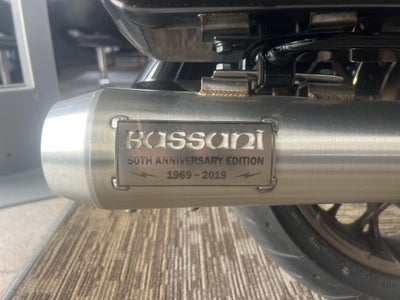 Bassani
50TH ANNIVERSARY EDITION
1969 - 2019